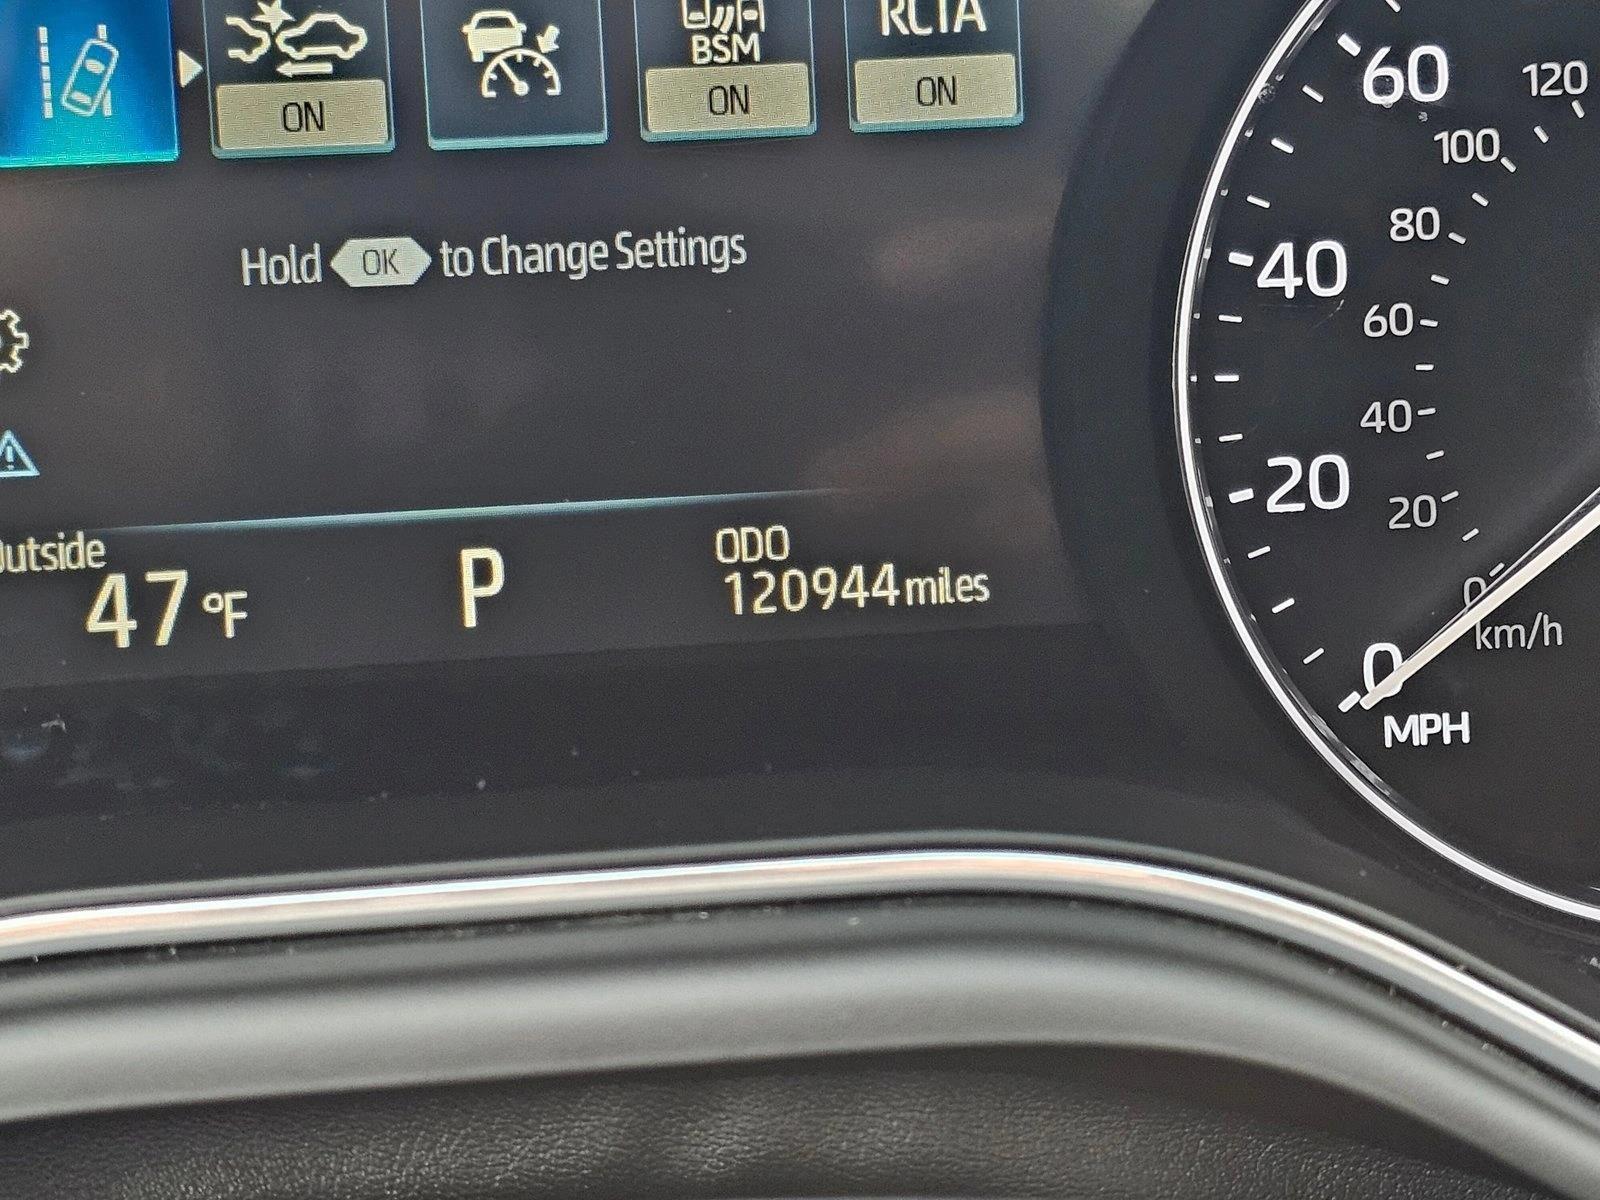 BSM
RCTA
ON
ON
ON
Hold OK to Change Settings
Outside
47 °F
P
ODO
120944 miles
60
40
20
0
MPH
120
100
80
60
40
20
0
km/h